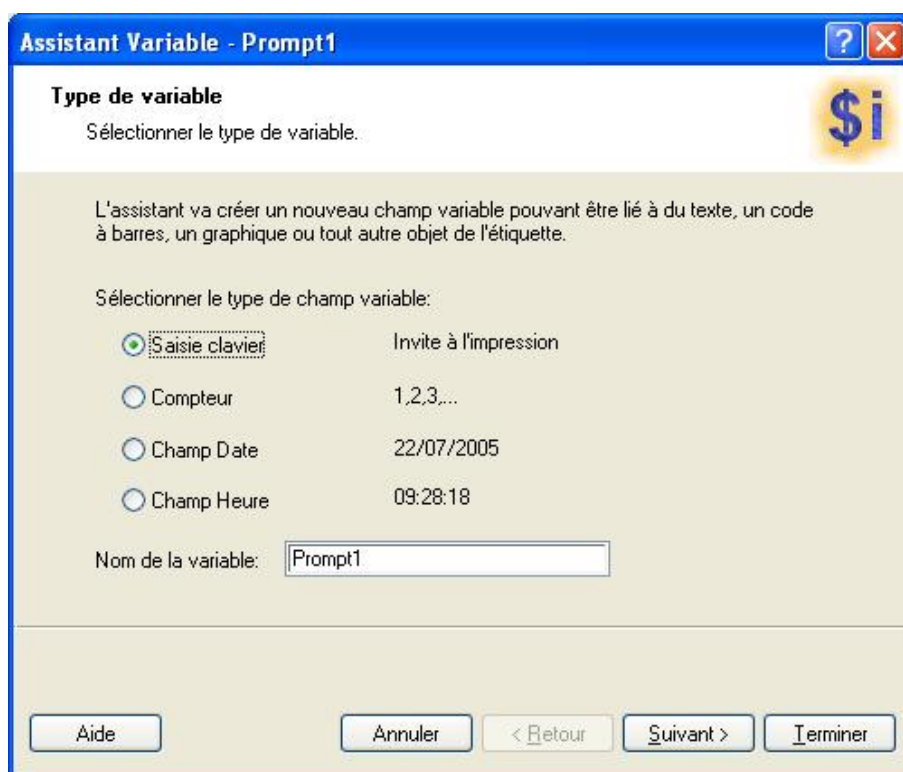 Assistant Variable - Prompt1
Type de variable
Sélectionner le type de variable.
$i
L'assistant va créer un nouveau champ variable pouvant être lié à du texte, un code
à barres, un graphique ou tout autre objet de l'étiquette.
Sélectionner le type de champ variable:
Saisie clavier Invite à l'impression
Compteur 1,2,3,...
Champ Date 22/07/2005
Champ Heure 09:28:18
Nom de la variable: Prompt1
Aide Annuler < Retour Suivant > Terminer